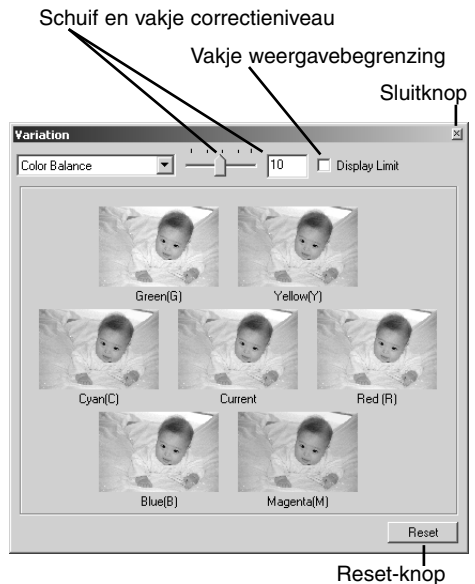 Schuif en vakje correctieniveau
Vakje weergavebegrenzing
Sluitknop
Variation
Color Balance
10
Display Limit
Green(G)
Yellow(Y)
Cyan(C)
Current
Red (R)
Blue(B)
Magenta(M)
Reset
Reset-knop